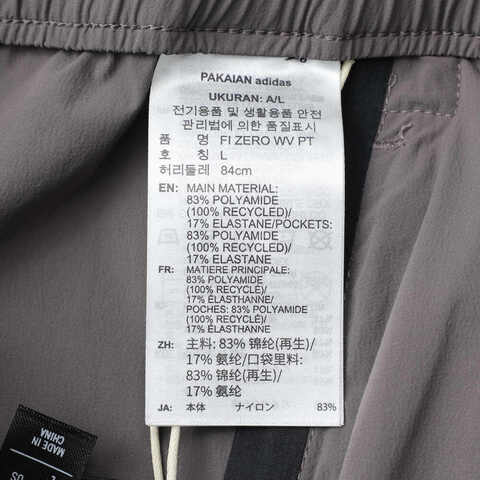 PAKAIAN adidas
UKURAN: A/L
전기용품 및 생활용품 안전
관리법에 의한 품질표시
품 명 FI ZERO WV PT
호 칭 L
허리둘레 84cm
EN: MAIN MATERIAL:
83% POLYAMIDE
(100% RECYCLED)/
17% ELASTANE/POCKETS:
83% POLYAMIDE
(100% RECYCLED)/
17% ELASTANE
FR: MATIERE PRINCIPALE:
83% POLYAMIDE
(100% RECYCLÉ)/
17% ÉLASTHANNE/
POCHES: 83% POLYAMIDE
(100% RECYCLÉ)/
17% ÉLASTHANNE
ZH: 主料: 83% 锦纶(再生)/
17% 氨纶/口袋里料:
83% 锦纶(再生)/
17% 氨纶
JA: 本体 ナイロン 83%
MADE IN
CHINA